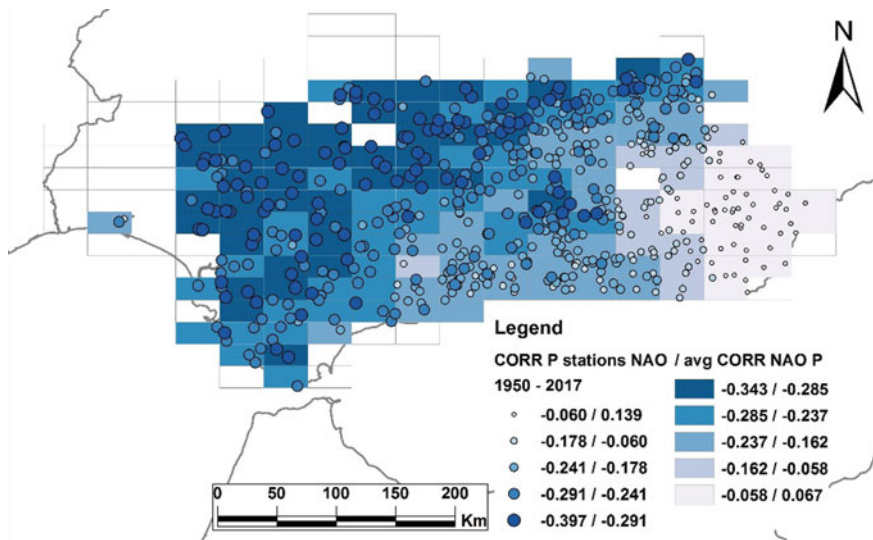 N
Legend
CORR P stations NAO / avg CORR NAO P
1950 - 2017
-0.060 / 0.139
-0.178 / -0.060
-0.241 / -0.178
-0.291 / -0.241
-0.397 / -0.291
-0.343 / -0.285
-0.285 / -0.237
-0.237 / -0.162
-0.162 / -0.058
-0.058 / 0.067
0 50 100 150 200
Km